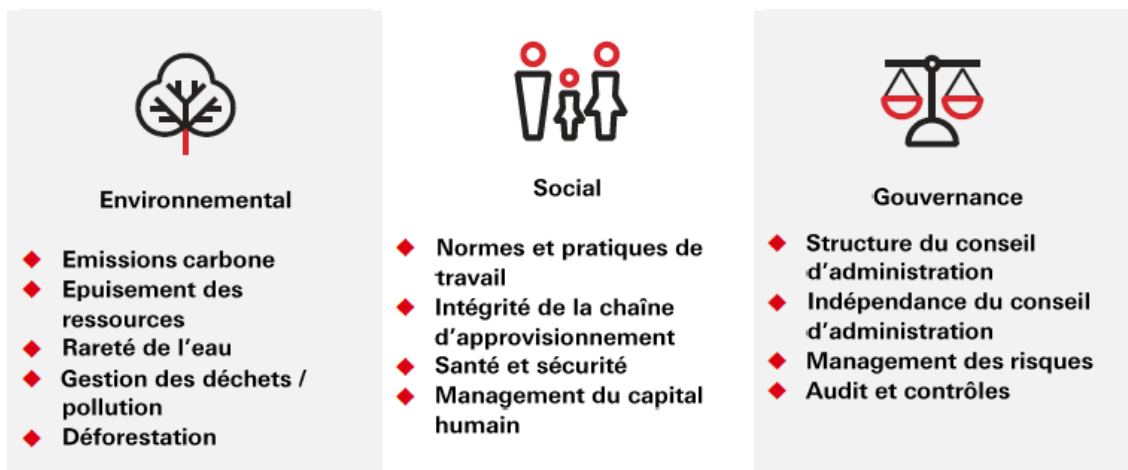 Environnemental
Emissions carbone
Epuisement des
ressources
Rareté de l'eau
Gestion des déchets /
pollution
Déforestation
Social
Normes et pratiques de
travail
Intégrité de la chaîne
d'approvisionnement
Santé et sécurité
Management du capital
humain
Gouvernance
Structure du conseil
d'administration
Indépendance du conseil
d'administration
Management des risques
Audit et contrôles